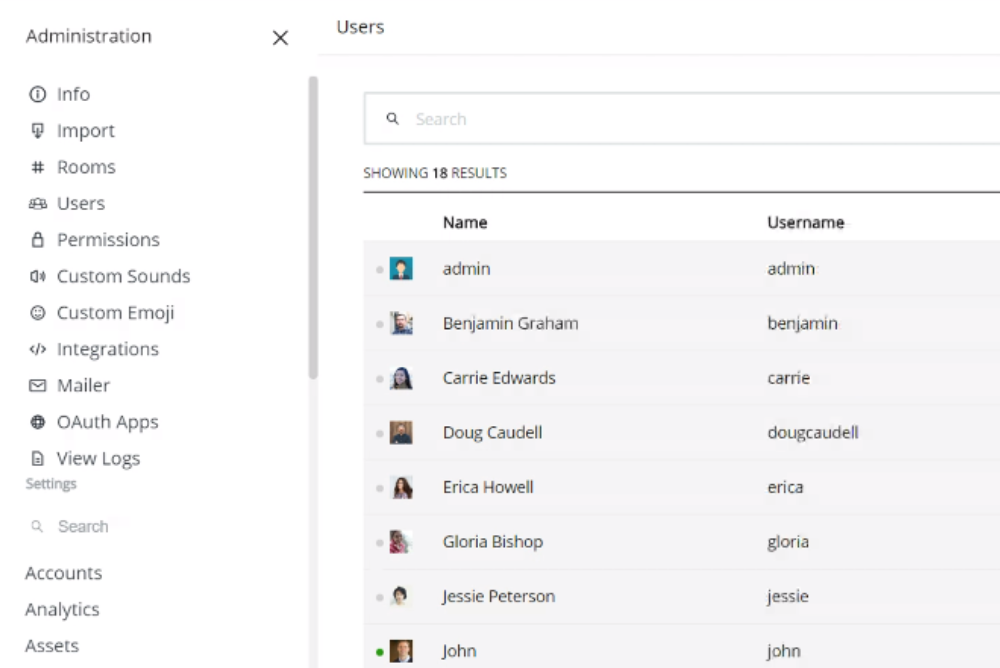 Administration
Info
Import
Rooms
Users
Permissions
Custom Sounds
Custom Emoji
Integrations
Mailer
OAuth Apps
View Logs
Settings
Search
Accounts
Analytics
Assets
Users
Search
SHOWING 18 RESULTS
Name Username
admin admin
Benjamin Graham benjamin
Carrie Edwards carrie
Doug Caudell dougcaudell
Erica Howell erica
Gloria Bishop gloria
Jessie Peterson jessie
John john